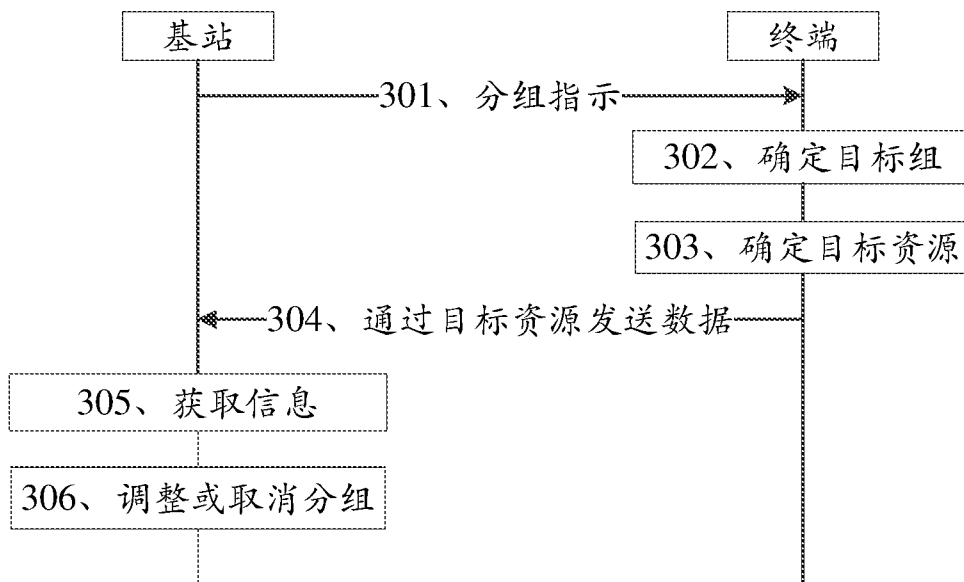 基站
终端
301、分组指示
302、确定目标组
303、确定目标资源
304、通过目标资源发送数据
305、获取信息
306、调整或取消分组